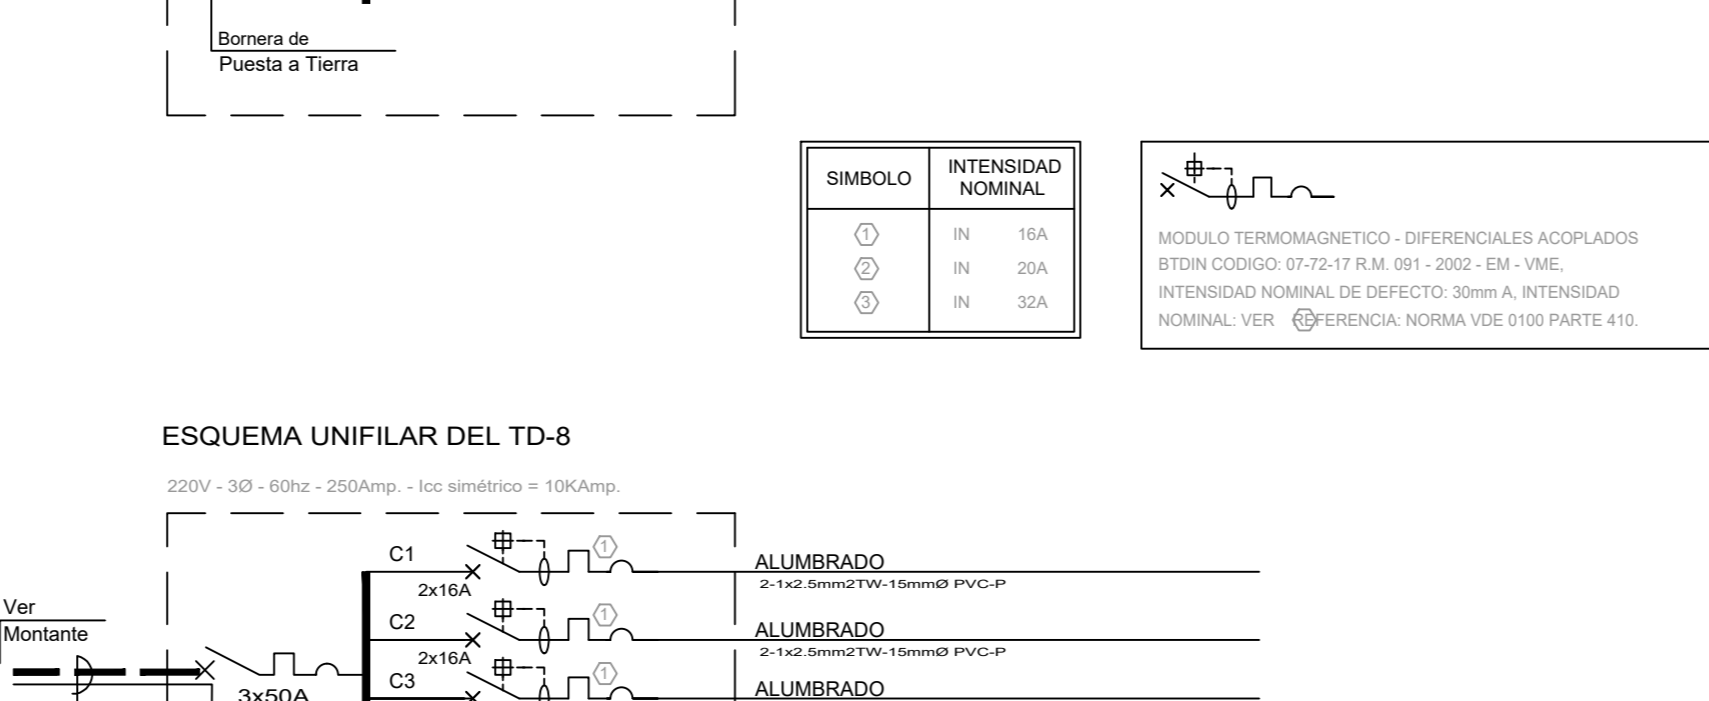 Bornera de
Puesta a Tierra
SIMBOLO
INTENSIDAD
NOMINAL
1 IN 16A
2 IN 20A
3 IN 32A
MODULO TERMOMAGNETICO - DIFERENCIALES ACOPLADOS
BTDIN CODIGO: 07-72-17 R.M. 091 - 2002 - EM - VME,
INTENSIDAD NOMINAL DE DEFECTO: 30mm A, INTENSIDAD
NOMINAL: VER REFERENCIA: NORMA VDE 0100 PARTE 410.
ESQUEMA UNIFILAR DEL TD-8
220V - 3Ø - 60hz - 250Amp. - Icc simétrico = 10KAmp.
C1
1
ALUMBRADO
2x16A
2-1x2.5mm2TW-15mmØ PVC-P
Ver
Montante
C2
1
ALUMBRADO
2x16A
2-1x2.5mm2TW-15mmØ PVC-P
C3
1
ALUMBRADO
3x50A